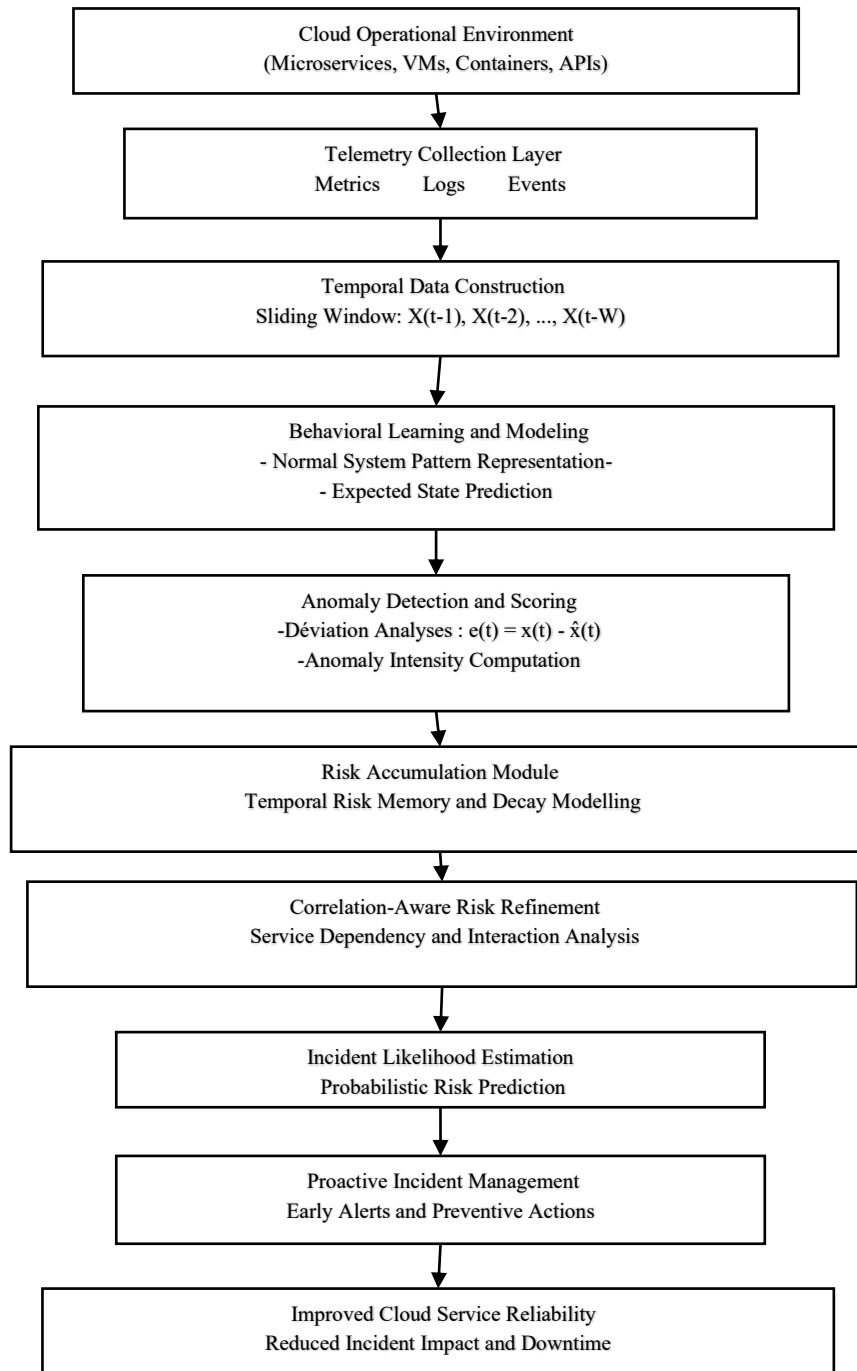 Cloud Operational Environment
(Microservices, VMs, Containers, APIs)
Telemetry Collection Layer
Metrics Logs Events
Temporal Data Construction
Sliding Window: X(t-1), X(t-2), ..., X(t-W)
Behavioral Learning and Modeling
- Normal System Pattern Representation-
- Expected State Prediction
Anomaly Detection and Scoring
-Déviation Analyses : e(t) = x(t) - x̂(t)
-Anomaly Intensity Computation
Risk Accumulation Module
Temporal Risk Memory and Decay Modelling
Correlation-Aware Risk Refinement
Service Dependency and Interaction Analysis
Incident Likelihood Estimation
Probabilistic Risk Prediction
Proactive Incident Management
Early Alerts and Preventive Actions
Improved Cloud Service Reliability
Reduced Incident Impact and Downtime